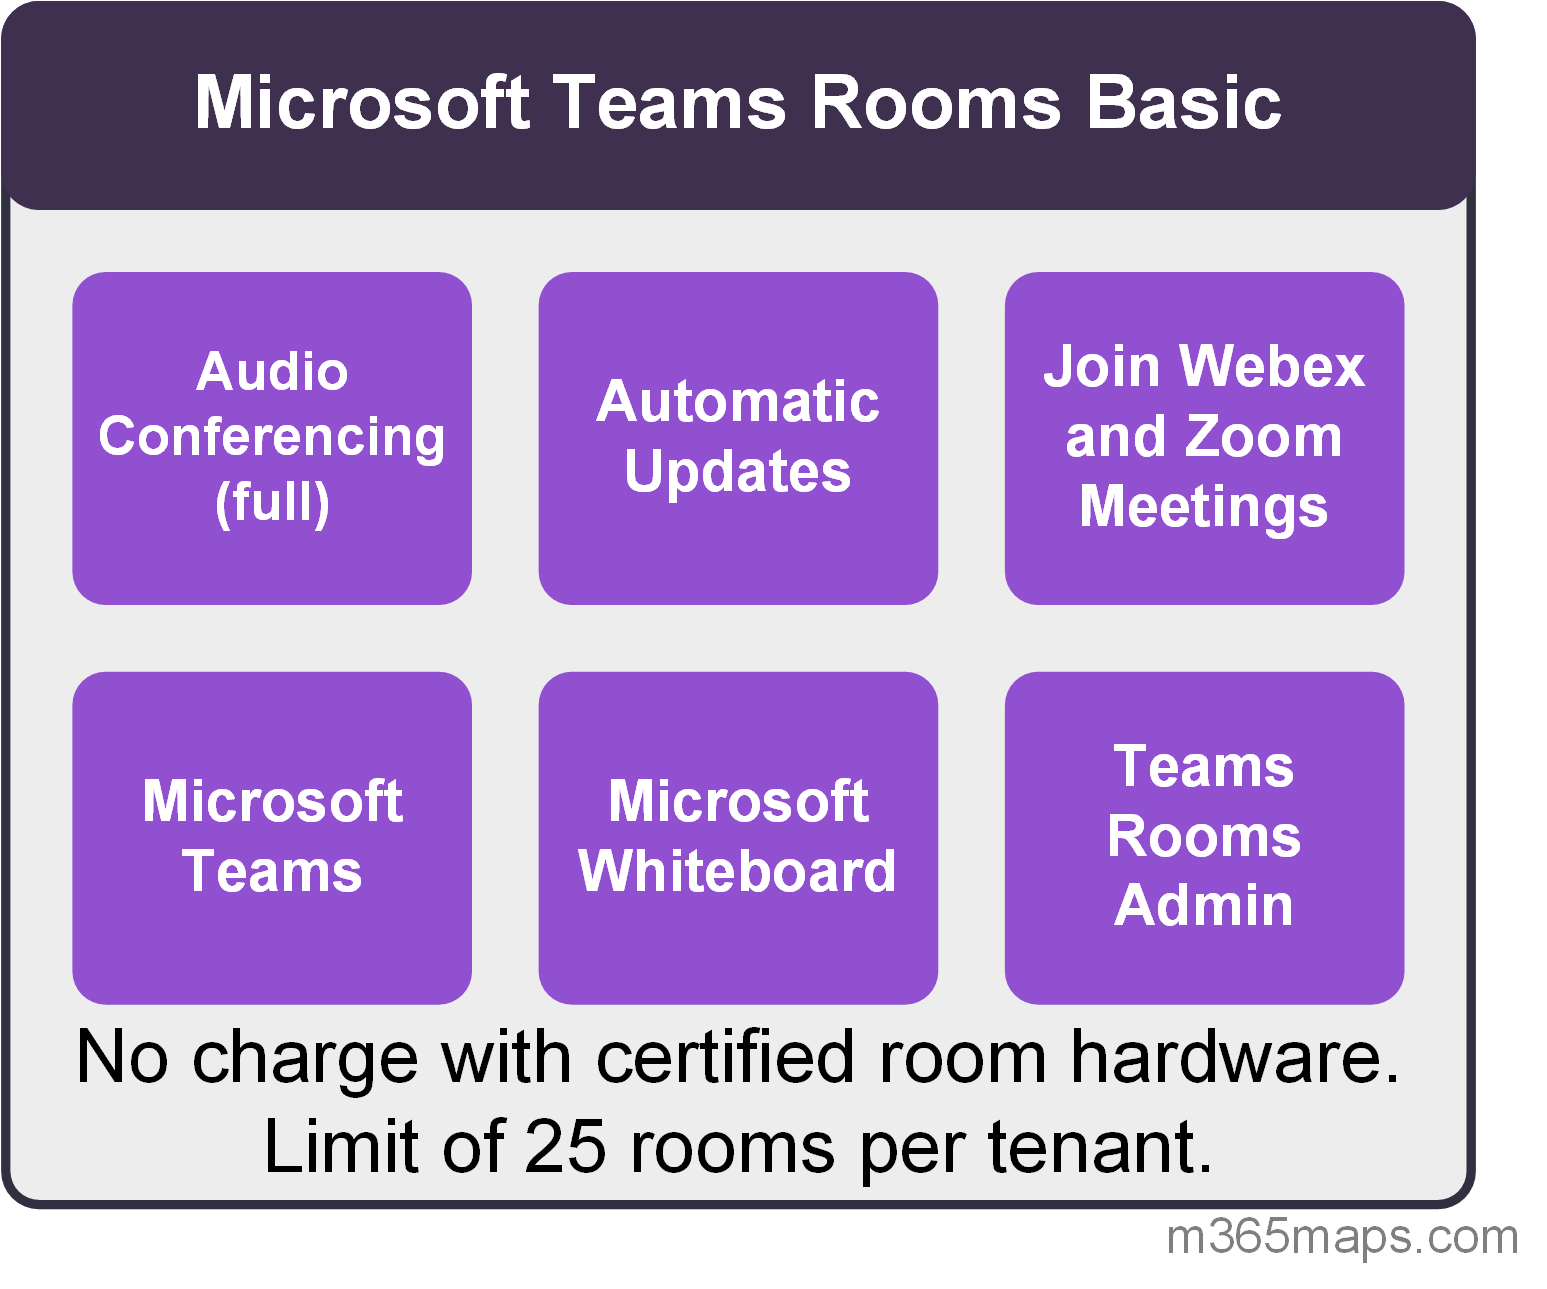 Microsoft Teams Rooms Basic
Audio
Conferencing
(full)
Automatic
Updates
Join Webex
and Zoom
Meetings
Microsoft
Teams
Microsoft
Whiteboard
Teams
Rooms
Admin
No charge with certified room hardware.
Limit of 25 rooms per tenant.
m365maps.com